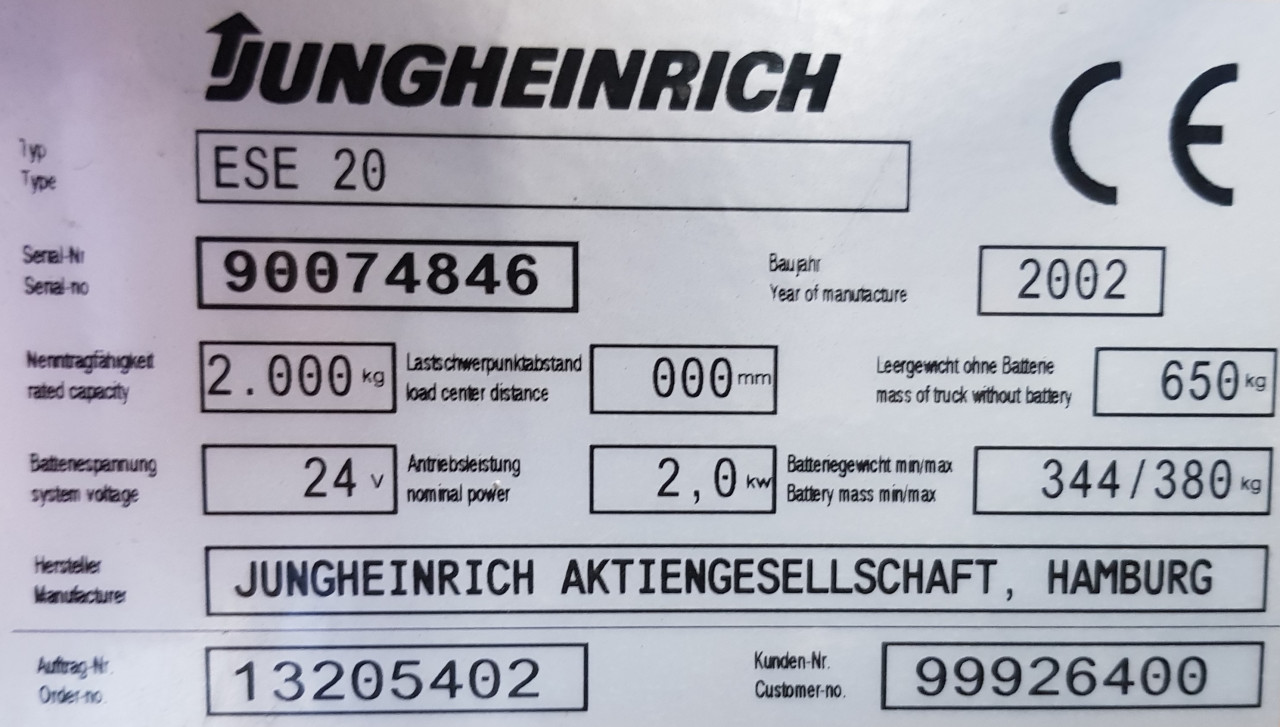 JUNGHEINRICH
CE
Typ
Type
ESE 20
Serial-Nr
Serial-no
90074846
Baujahr
Year of manufacture
2002
Nenntragfähigkeit
rated capacity
2.000 kg
Lastschwerpunktabstand
load center distance
000 mm
Leergewicht ohne Batterie
mass of truck without battery
650 kg
Batteriespannung
system voltage
24 v
Antriebsleistung
nominal power
2,0 kw
Batteriegewicht min/max
Battery mass min/max
344/380 kg
Hersteller
Manufacturer
JUNGHEINRICH AKTIENGESELLSCHAFT, HAMBURG
Auftrag-Nr.
Order-no.
13205402
Kunden-Nr.
Customer-no.
99926400